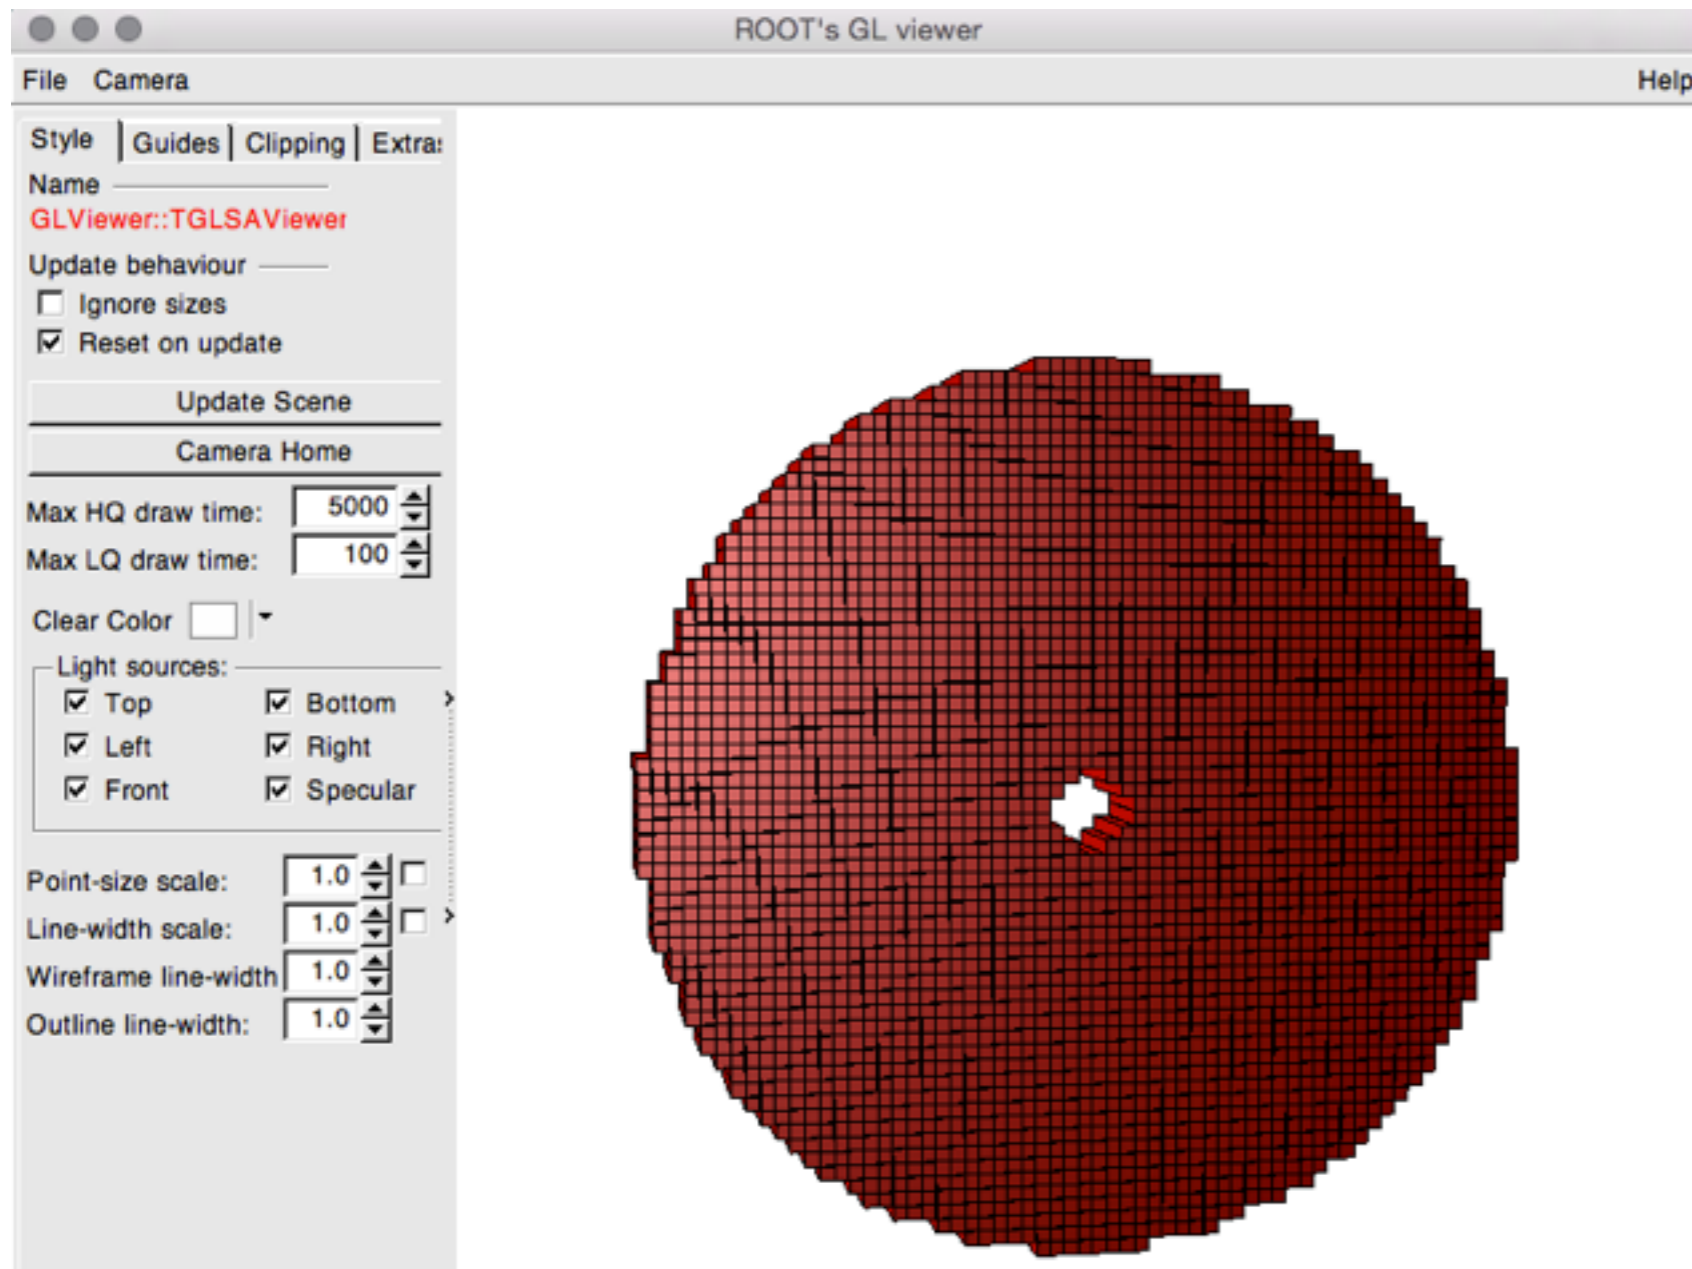 ROOT's GL viewer
File Camera Help
Style Guides Clipping
Name
GLViewer::TGLSAViewer
Update behaviour
Ignore sizes
Reset on update
Update Scene
Camera Home
Max HQ draw time: 5000
Max LQ draw time: 100
Clear Color
Light sources:
Top Bottom
Left Right
Front Specular
Point-size scale: 1.0
Line-width scale: 1.0
Wireframe line-width 1.0
Outline line-width: 1.0